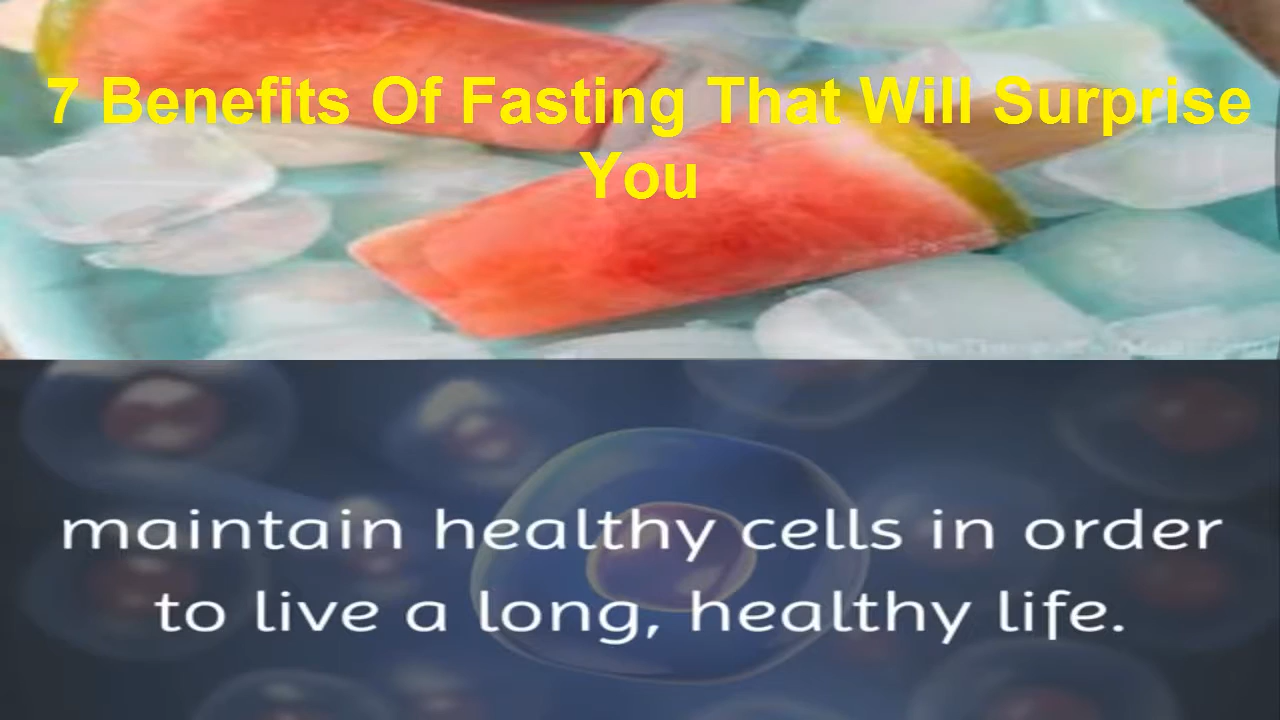 7 Benefits Of Fasting That Will Surprise
You
maintain healthy cells in order
to live a long, healthy life.